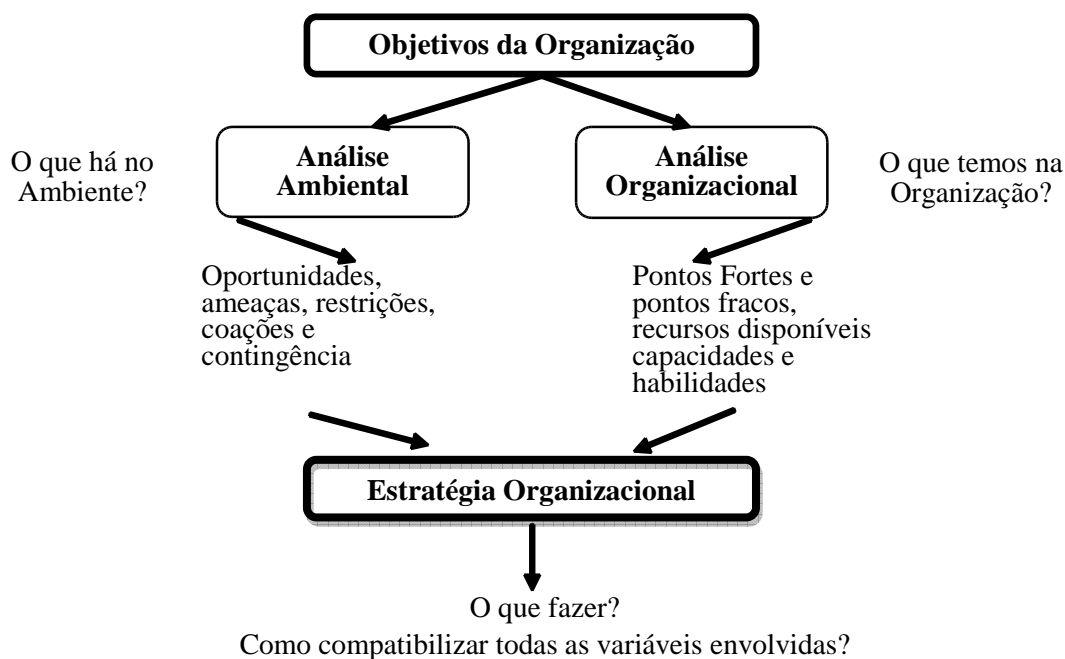 Objetivos da Organização
O que há no
Ambiente?
Análise
Ambiental
Análise
Organizacional
O que temos na
Organização?
Oportunidades,
ameaças, restrições,
coações e
contingência
Pontos Fortes e
pontos fracos,
recursos disponíveis
capacidades e
habilidades
Estratégia Organizacional
O que fazer?
Como compatibilizar todas as variáveis envolvidas?